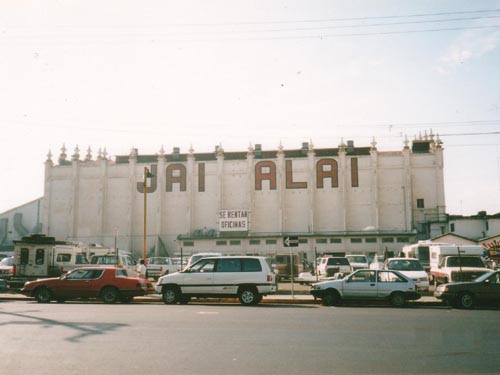 JAI ALAI
SE RENTAN
OFICINAS